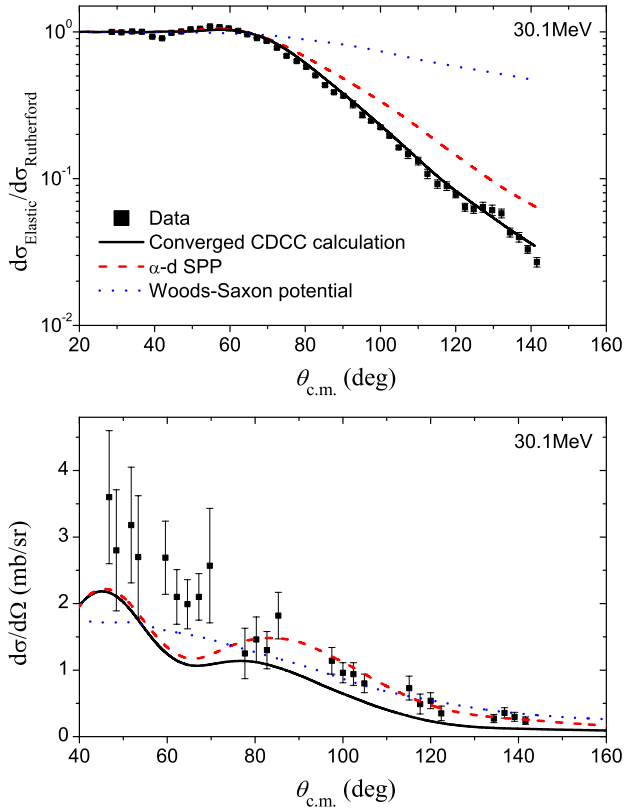 30.1MeV
10^0
10^-1
10^-2
dσ_Elastic/dσ_Rutherford
Data
Converged CDCC calculation
α-d SPP
Woods-Saxon potential
20 40 60 80 100 120 140 160
θ_c.m. (deg)
30.1MeV
4
3
2
1
0
dσ/dΩ (mb/sr)
40 60 80 100 120 140 160
θ_c.m. (deg)